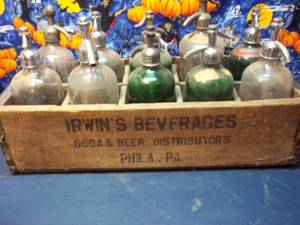 IRWIN'S BEVERAGES
SODA & BEER DISTRIBUTORS
PHILA., PA